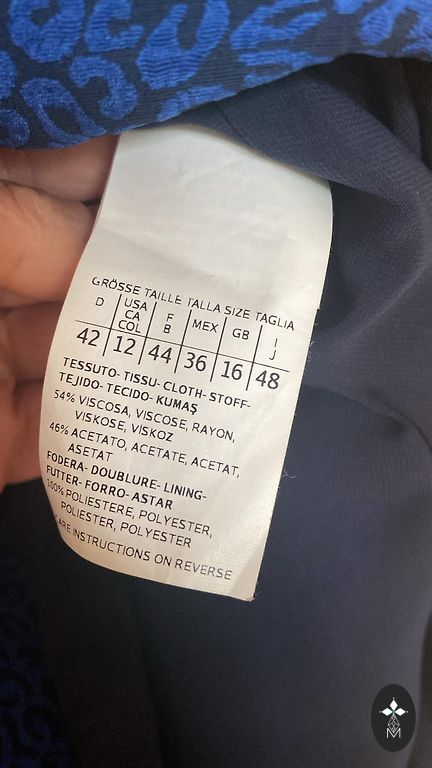 GRÖSSE TAILLE TALLA SIZE TAGLIA
D | USA CA COL | F B | MEX | GB | I J
42 | 12 | 44 | 36 | 16 | 48
TESSUTO- TISSU- CLOTH- STOFF-
TEJIDO- TECIDO- KUMAŞ
54% VISCOSA, VISCOSE, RAYON,
VISKOSE, VISKOZ
46% ACETATO, ACETATE, ACETAT,
ASETAT
FODERA- DOUBLURE- LINING-
FUTTER- FORRO- ASTAR
100% POLIESTERE, POLYESTER,
POLIESTER, POLYESTER
CARE INSTRUCTIONS ON REVERSE
M